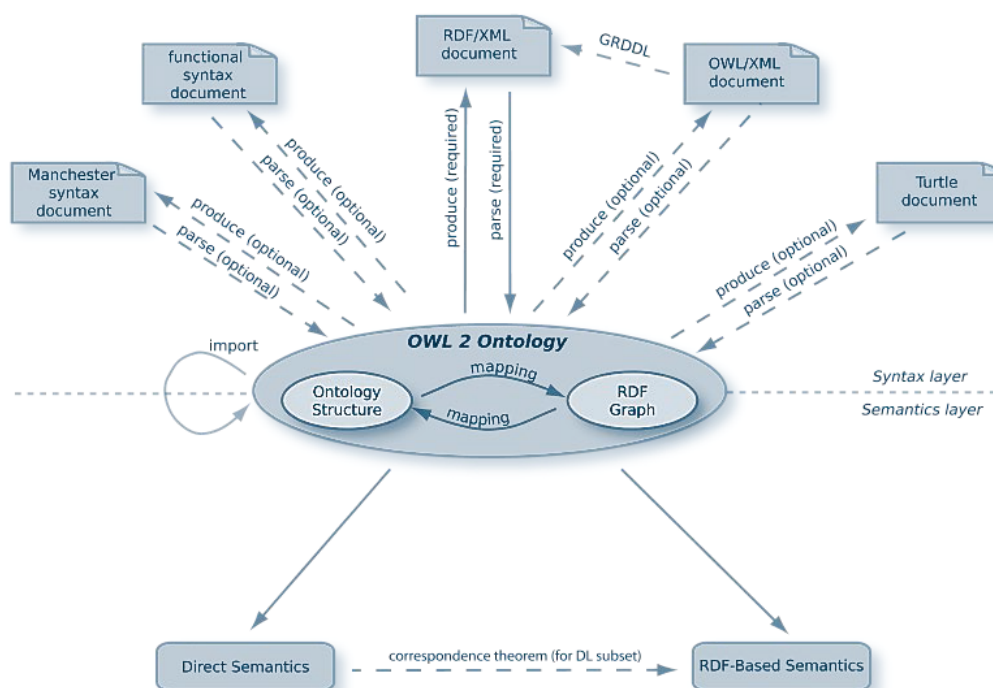 RDF/XML
document
GRDDL
OWL/XML
document
functional
syntax
document
Manchester
syntax
document
Turtle
document
produce (optional)
parse (optional)
produce (optional)
parse (optional)
produce (required)
parse (required)
produce (optional)
parse (optional)
produce (optional)
parse (optional)
import
OWL 2 Ontology
mapping
Ontology
Structure
RDF
Graph
mapping
Syntax layer
Semantics layer
Direct Semantics
correspondence theorem (for DL subset)
RDF-Based Semantics